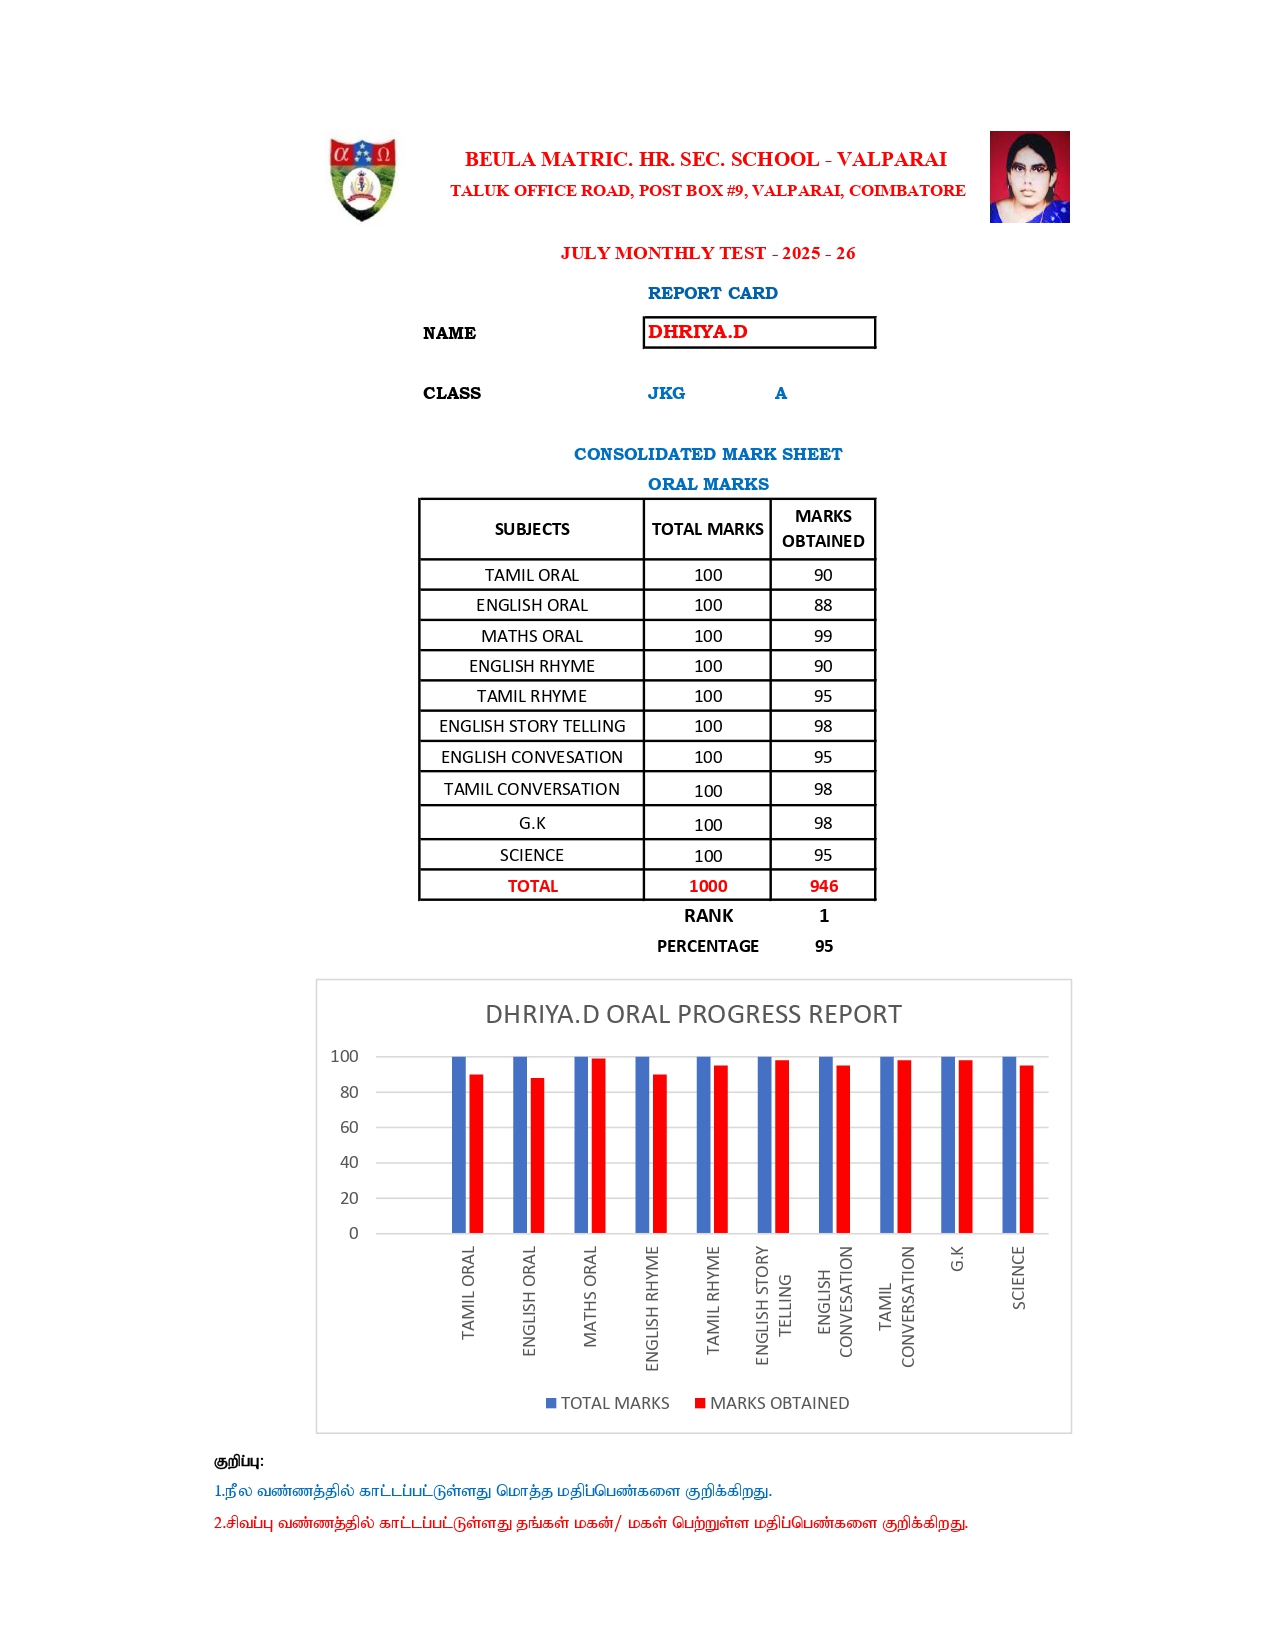 α Ω
BEULA MATRIC. HR. SEC. SCHOOL - VALPARAI
TALUK OFFICE ROAD, POST BOX #9, VALPARAI, COIMBATORE
JULY MONTHLY TEST - 2025 - 26
REPORT CARD
NAME DHRIYA.D
CLASS JKG A
CONSOLIDATED MARK SHEET
ORAL MARKS
SUBJECTS TOTAL MARKS MARKS OBTAINED
TAMIL ORAL 100 90
ENGLISH ORAL 100 88
MATHS ORAL 100 99
ENGLISH RHYME 100 90
TAMIL RHYME 100 95
ENGLISH STORY TELLING 100 98
ENGLISH CONVESATION 100 95
TAMIL CONVERSATION 100 98
G.K 100 98
SCIENCE 100 95
TOTAL 1000 946
RANK 1
PERCENTAGE 95
DHRIYA.D ORAL PROGRESS REPORT
100
80
60
40
20
0
TAMIL ORAL
ENGLISH ORAL
MATHS ORAL
ENGLISH RHYME
TAMIL RHYME
ENGLISH STORY TELLING
ENGLISH CONVESATION
TAMIL CONVERSATION
G.K
SCIENCE
TOTAL MARKS MARKS OBTAINED
குறிப்பு:
1.நீல வண்ணத்தில் காட்டப்பட்டுள்ளது மொத்த மதிப்பெண்களை குறிக்கிறது.
2.சிவப்பு வண்ணத்தில் காட்டப்பட்டுள்ளது தங்கள் மகன்/ மகள் பெற்றுள்ள மதிப்பெண்களை குறிக்கிறது.